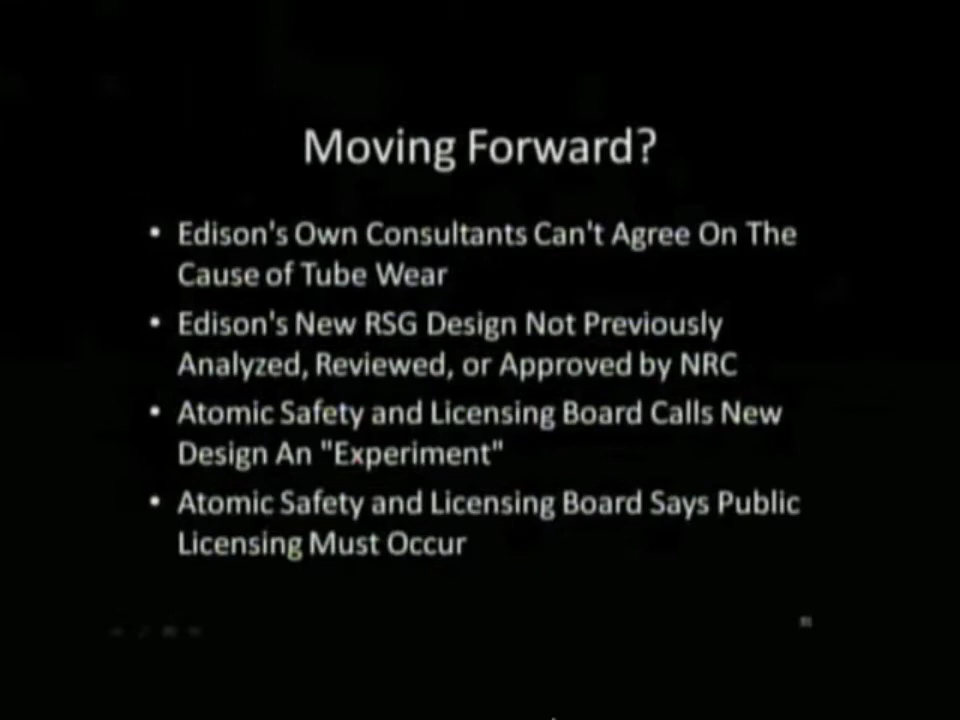 Moving Forward?
• Edison's Own Consultants Can't Agree On The
Cause of Tube Wear
• Edison's New RSG Design Not Previously
Analyzed, Reviewed, or Approved by NRC
• Atomic Safety and Licensing Board Calls New
Design An "Experiment"
• Atomic Safety and Licensing Board Says Public
Licensing Must Occur